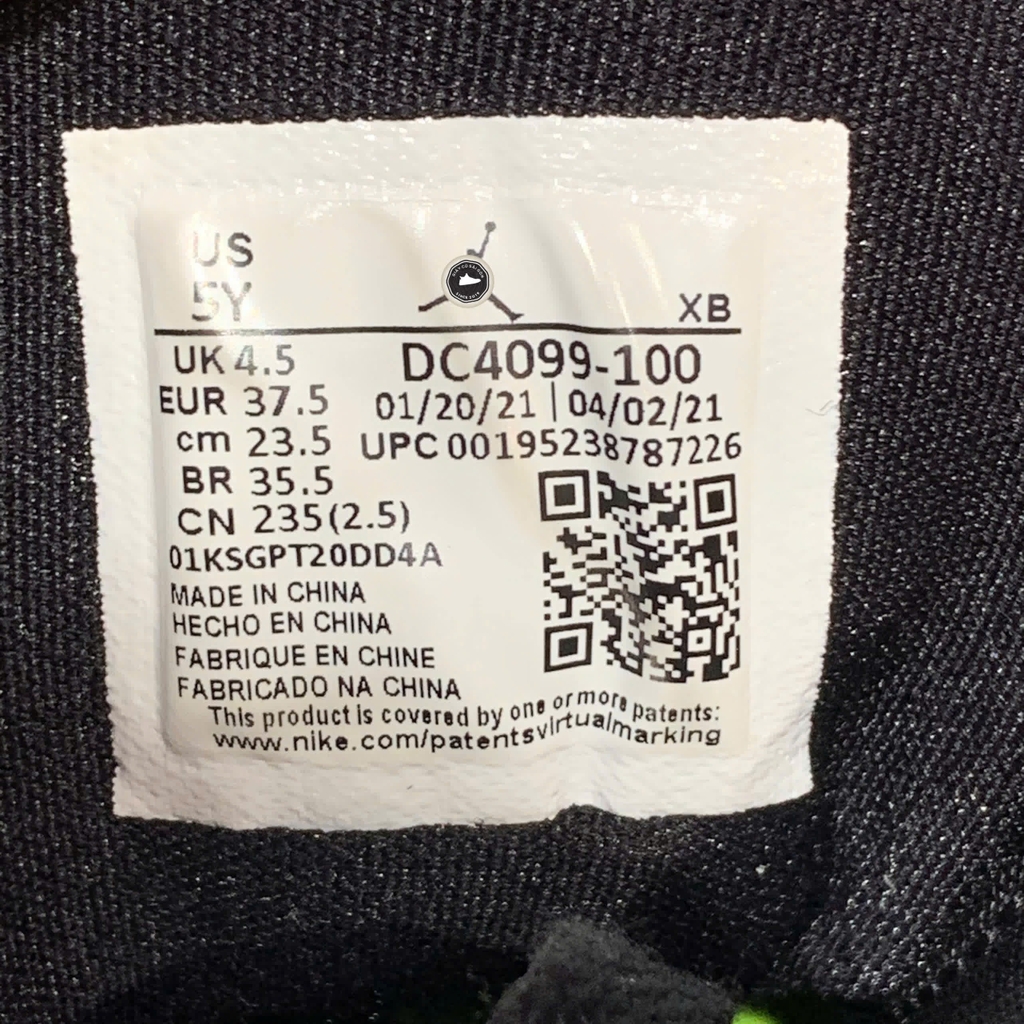 US
5Y
XB
UK 4.5
DC4099-100
EUR 37.5
01/20/21 | 04/02/21
cm 23.5
UPC 00195238787226
BR 35.5
CN 235(2.5)
01KSGPT20DD4A
MADE IN CHINA
HECHO EN CHINA
FABRIQUE EN CHINE
FABRICADO NA CHINA
This product is covered by one or more patents:
www.nike.com/patentsvirtualmarking